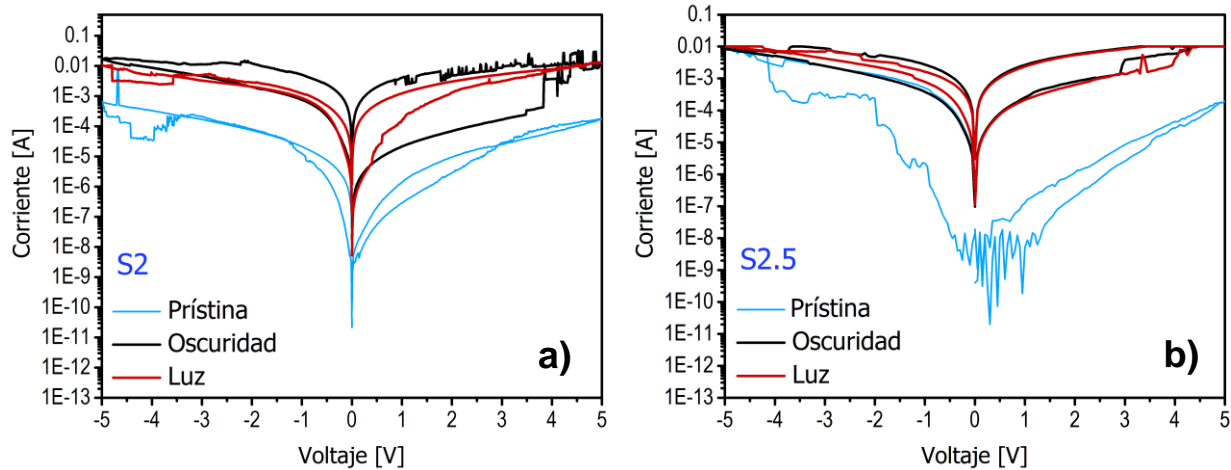 Corriente [A]
0.1
0.01
1E-3
1E-4
1E-5
1E-6
1E-7
1E-8
1E-9
1E-10
1E-11
1E-12
1E-13
S2
Prístina
Oscuridad
Luz
a)
-5 -4 -3 -2 -1 0 1 2 3 4 5
Voltaje [V]
Corriente [A]
0.1
0.01
1E-3
1E-4
1E-5
1E-6
1E-7
1E-8
1E-9
1E-10
1E-11
1E-12
1E-13
S2.5
Prístina
Oscuridad
Luz
b)
-5 -4 -3 -2 -1 0 1 2 3 4 5
Voltaje [V]